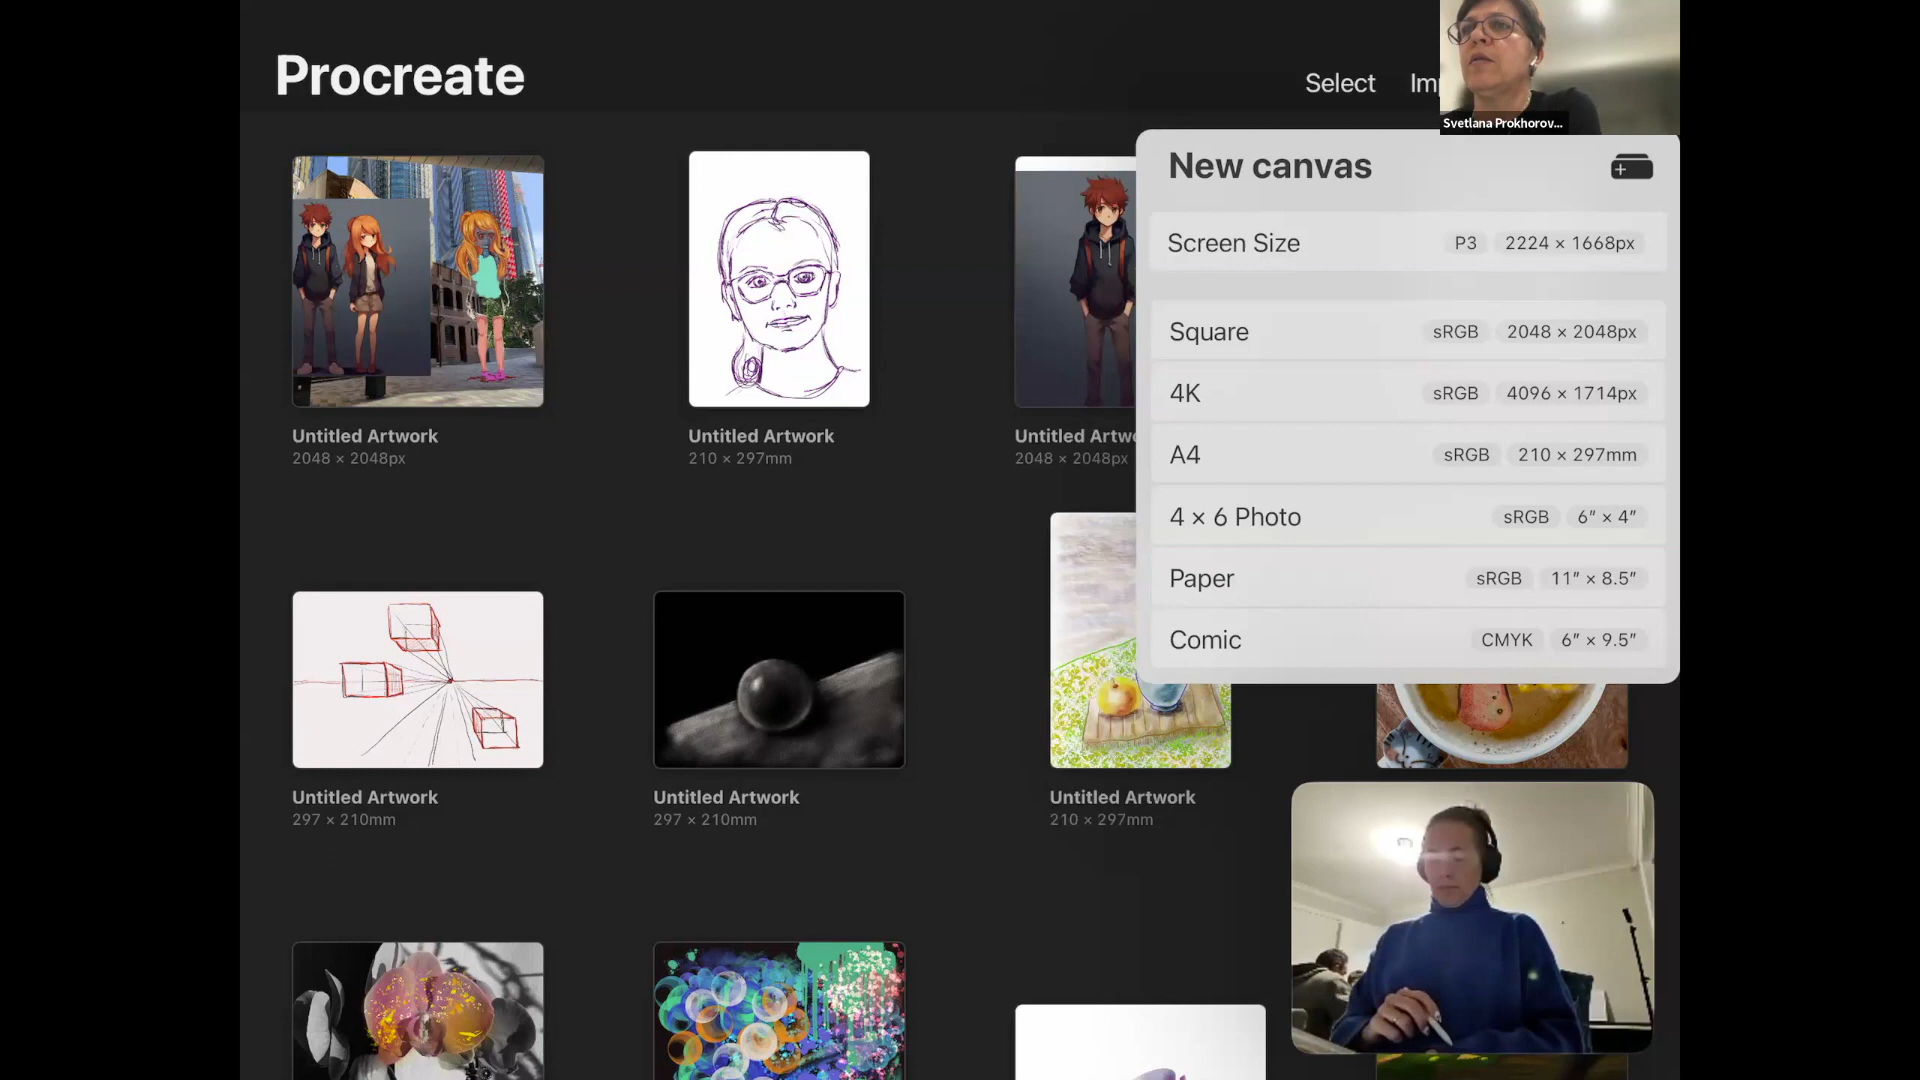 Procreate
Select
Svetlana Prokhorov...
New canvas
Screen Size P3 2224 × 1668px
Square sRGB 2048 × 2048px
4K sRGB 4096 × 1714px
A4 sRGB 210 × 297mm
4 × 6 Photo sRGB 6" × 4"
Paper sRGB 11" × 8.5"
Comic CMYK 6" × 9.5"
Untitled Artwork
2048 × 2048px
Untitled Artwork
210 × 297mm
Untitled
2048 × 2048px
Untitled Artwork
297 × 210mm
Untitled Artwork
297 × 210mm
Untitled Artwork
210 × 297mm